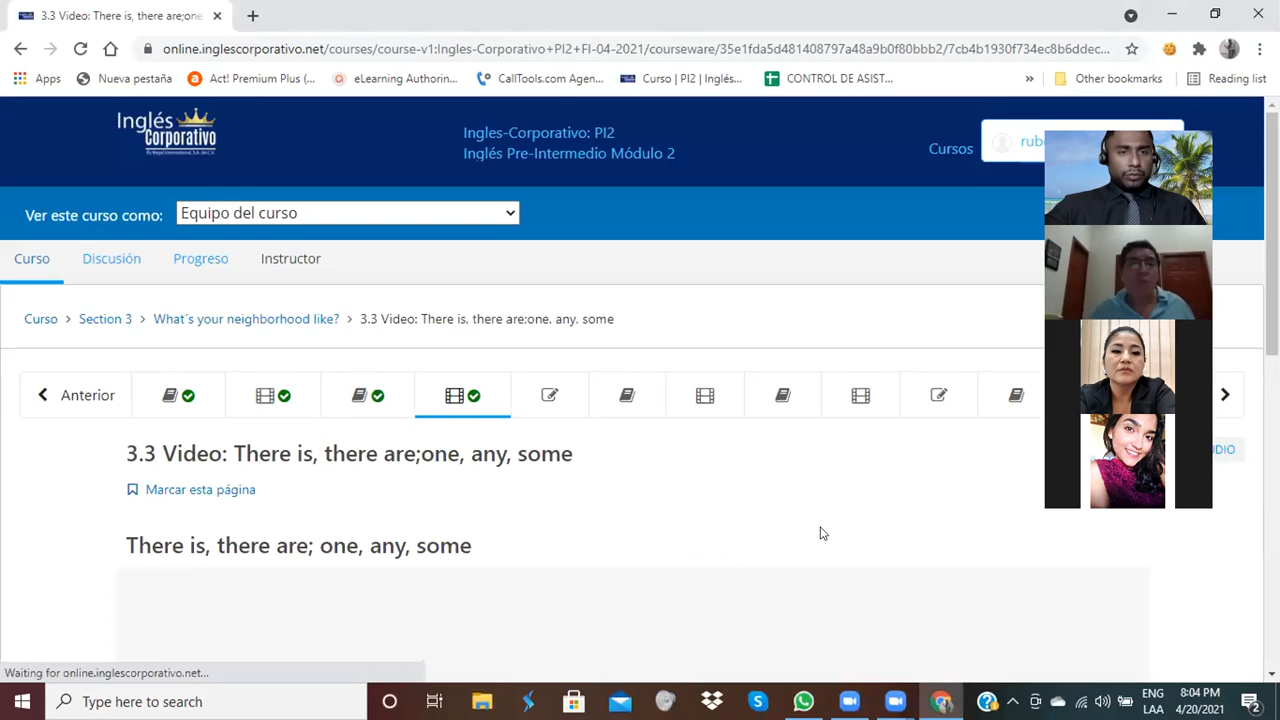 3.3 Video: There is, there are;one
online.inglescorporativo.net/courses/course-v1:Ingles-Corporativo+PI2+FI-04-2021/courseware/35e1fda5d481408797a48a9b0f80bbb2/7cb4b1930f734ec8b6ddec...
Apps Nueva pestaña Act! Premium Plus (... eLearning Authorin... CallTools.com Agen... Curso | PI2 | Inglés... CONTROL DE ASIST... » Other bookmarks Reading list
Inglés
Corporativo
Ingles-Corporativo: PI2
Inglés Pre-Intermedio Módulo 2
Cursos
rub
Ver este curso como: Equipo del curso
Curso Discusión Progreso Instructor
Curso > Section 3 > What´s your neighborhood like? > 3.3 Video: There is, there are;one, any, some
Anterior
3.3 Video: There is, there are;one, any, some
UDIO
Marcar esta página
There is, there are; one, any, some
Waiting for online.inglescorporativo.net...
Type here to search
ENG
LAA
8:04 PM
4/20/2021
2